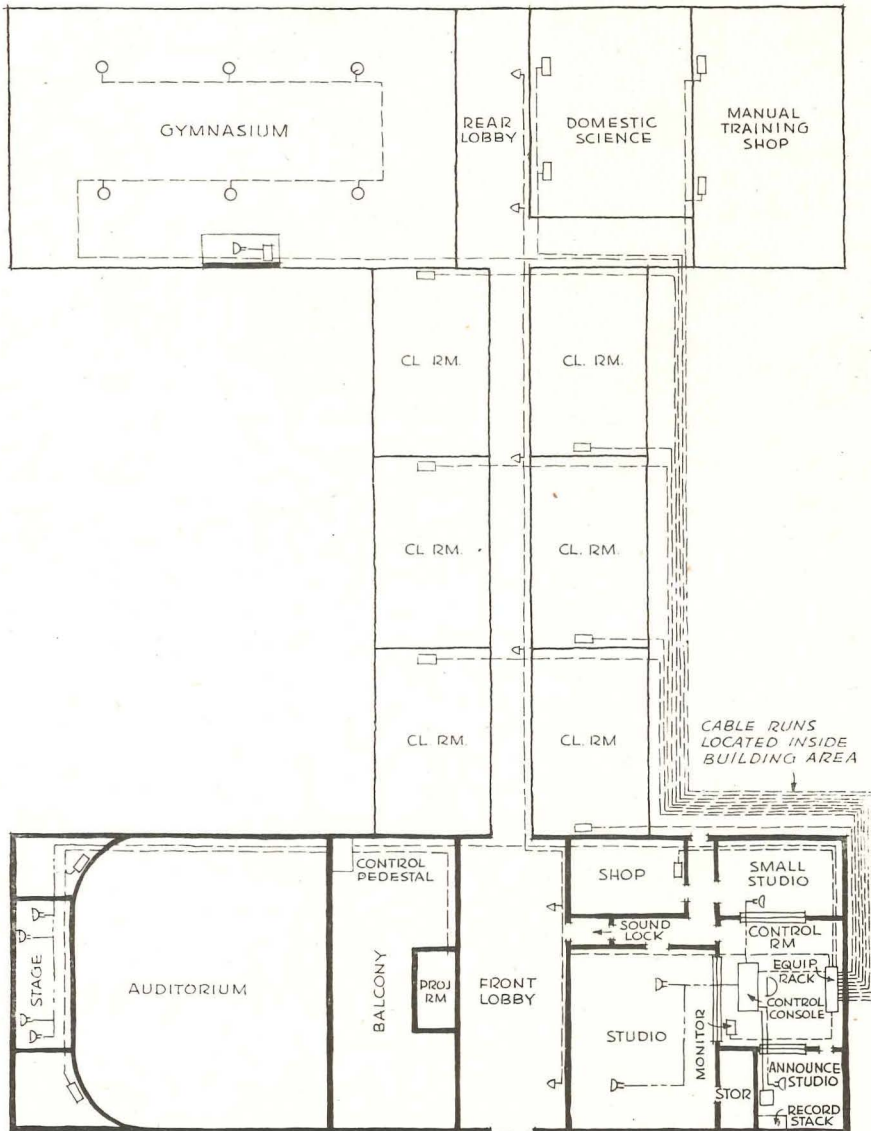 GYMNASIUM
REAR
LOBBY
DOMESTIC
SCIENCE
MANUAL
TRAINING
SHOP
CL RM.
CL. RM.
CL RM.
CL. RM.
CL RM.
CL. RM
CABLE RUNS
LOCATED INSIDE
BUILDING AREA
CONTROL
PEDESTAL
SHOP
SMALL
STUDIO
SOUND
LOCK
CONTROL
RM
STAGE
AUDITORIUM
BALCONY
PROJ
RM
FRONT
LOBBY
STUDIO
MONITOR
EQUIP
RACK
CONTROL
CONSOLE
STOR
ANNOUNCE
STUDIO
RECORD
STACK